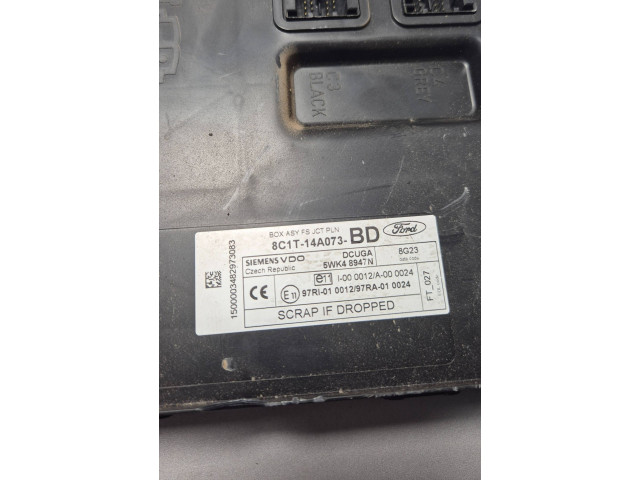 C3
BLACK
C4
GREY
BOX ASY FS JCT PLN
8C1T-14A073-BD
Ford
SIEMENS VDO
Czech Republic
DCUGA
5WK4 8947N
8G23
e11 I-00 0012/A-00 0024
CE
E11 97RI-01 0012/97RA-01 0024
SCRAP IF DROPPED
FT_027
1500003482973083